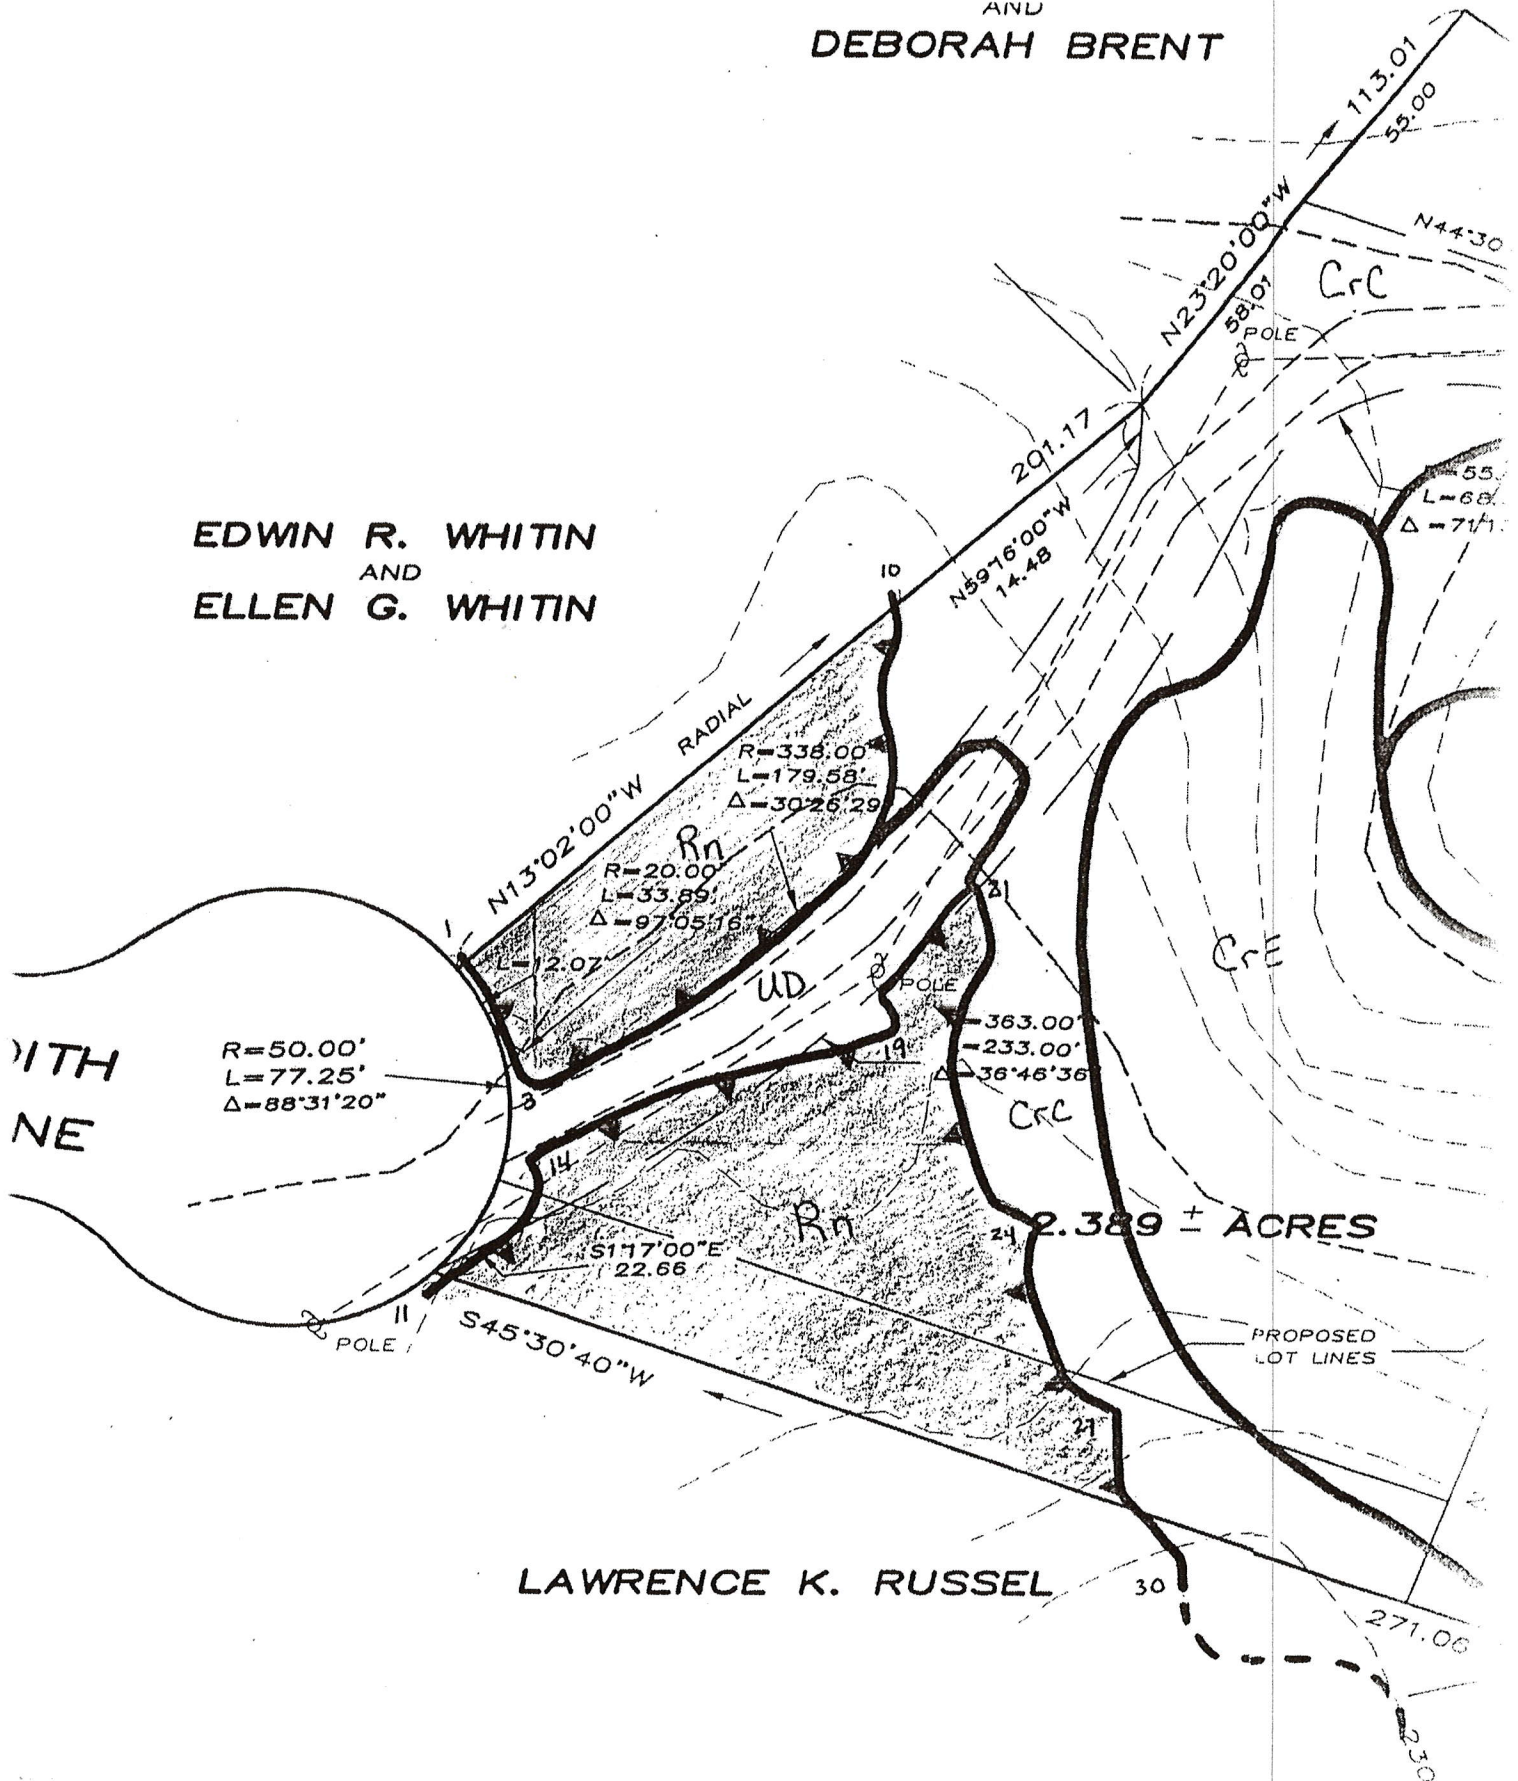 AND
DEBORAH BRENT
113.01
55.00
N23°20'00"W
58.01
N44°30
CrC
POLE
201.17
N59°16'00"W
14.48
L=68.
EDWIN R. WHITIN
AND
ELLEN G. WHITIN
10
RADIAL
R=338.00'
L=179.58'
Δ=30°26'29
N13°02'00"W
Rn
R=20.00'
L=33.89'
Δ=97°05'16"
1
L=12.07'
21
CrE
UD
POLE
R=50.00'
L=77.25'
Δ=88°31'20"
ITH
NE
=363.00'
=233.00'
Δ=36°46'36"
19
3
CrC
14
Rn
2.389 ± ACRES
24
S1°17'00"E
22.66
11
POLE
S45°30'40"W
PROPOSED
LOT LINES
27
LAWRENCE K. RUSSEL
30
271.06
230